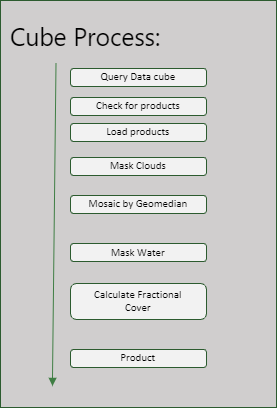 Cube Process:
Query Data cube
Check for products
Load products
Mask Clouds
Mosaic by Geomedian
Mask Water
Calculate Fractional
Cover
Product